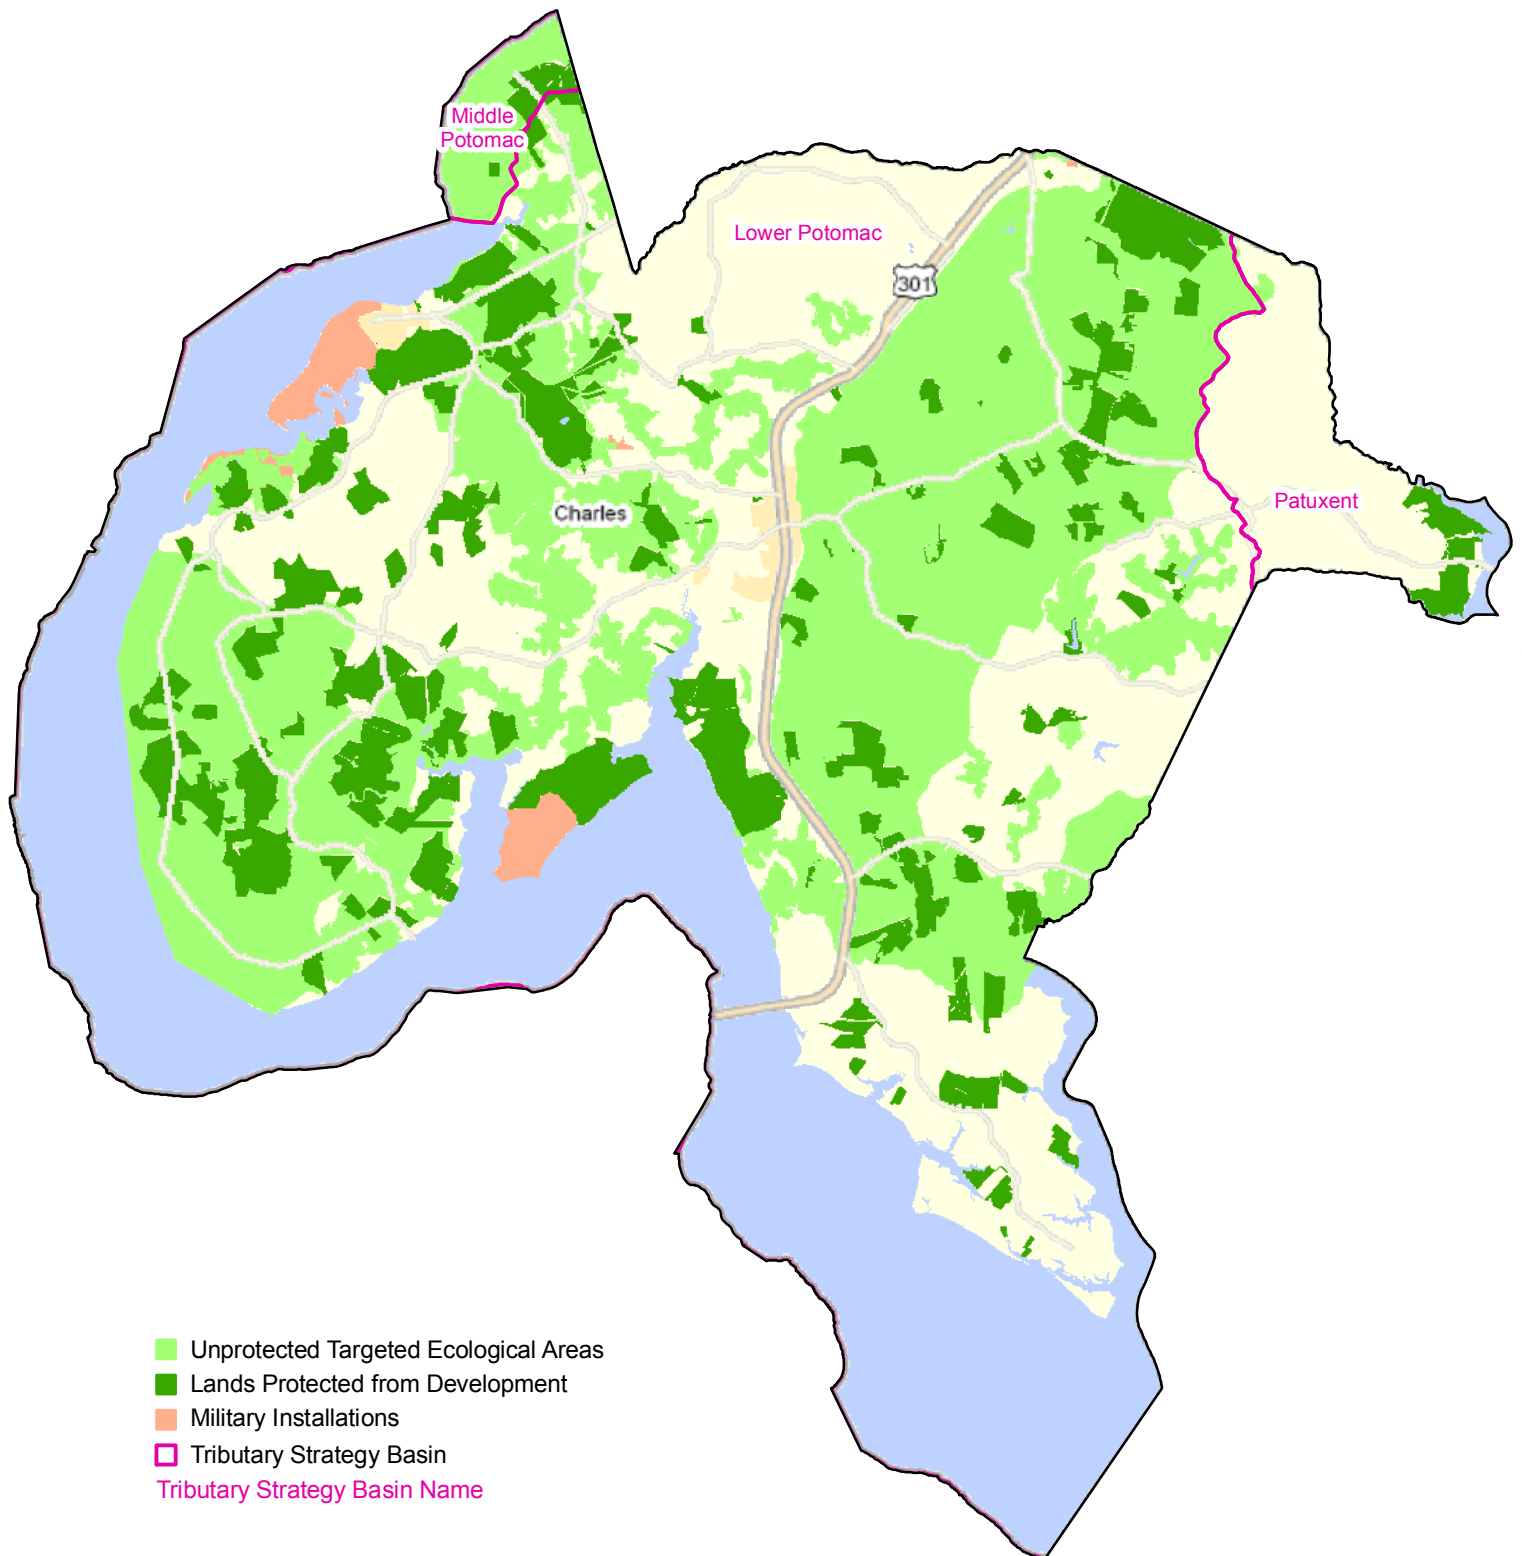 Middle
Potomac
Lower Potomac
301
Patuxent
Charles
Unprotected Targeted Ecological Areas
Lands Protected from Development
Military Installations
Tributary Strategy Basin
Tributary Strategy Basin Name